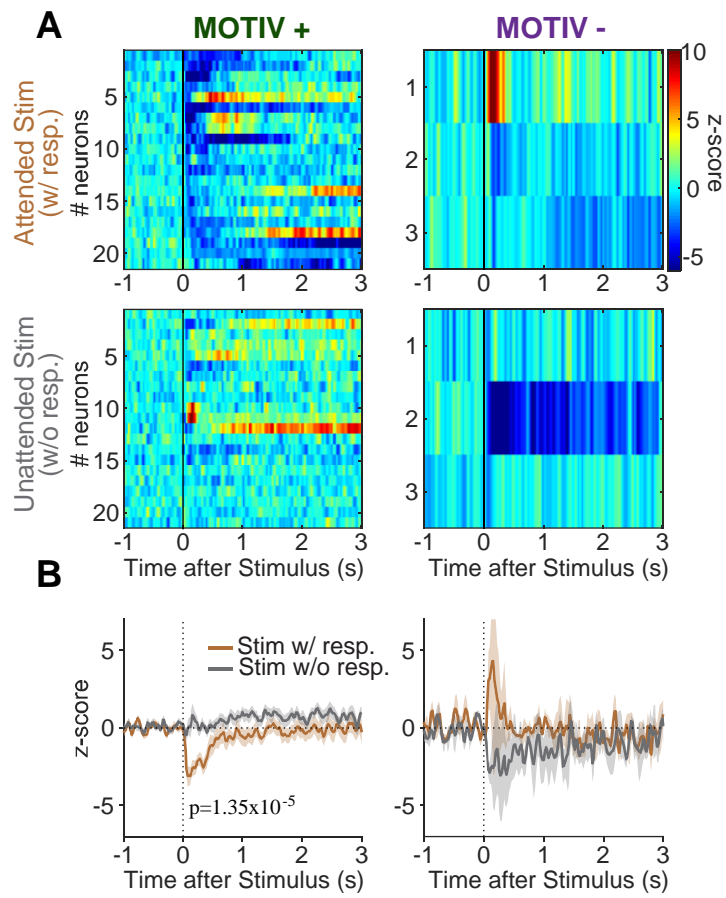 A
MOTIV +
MOTIV -
Attended Stim
(w/ resp.)
# neurons
5
10
15
20
-1 0 1 2 3
1
2
3
-1 0 1 2 3
10
5
0
-5
z-score
Unattended Stim
(w/o resp.)
# neurons
5
10
15
20
-1 0 1 2 3
Time after Stimulus (s)
1
2
3
-1 0 1 2 3
Time after Stimulus (s)
B
z-score
5
0
-5
Stim w/ resp.
Stim w/o resp.
p=1.35x10-5
-1 0 1 2 3
Time after Stimulus (s)
5
0
-5
-1 0 1 2 3
Time after Stimulus (s)